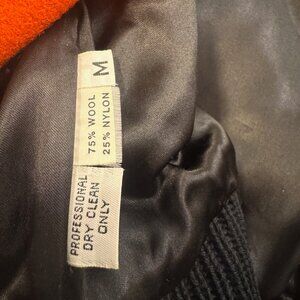 M
75% WOOL
25% NYLON
PROFESSIONAL
DRY CLEAN
ONLY